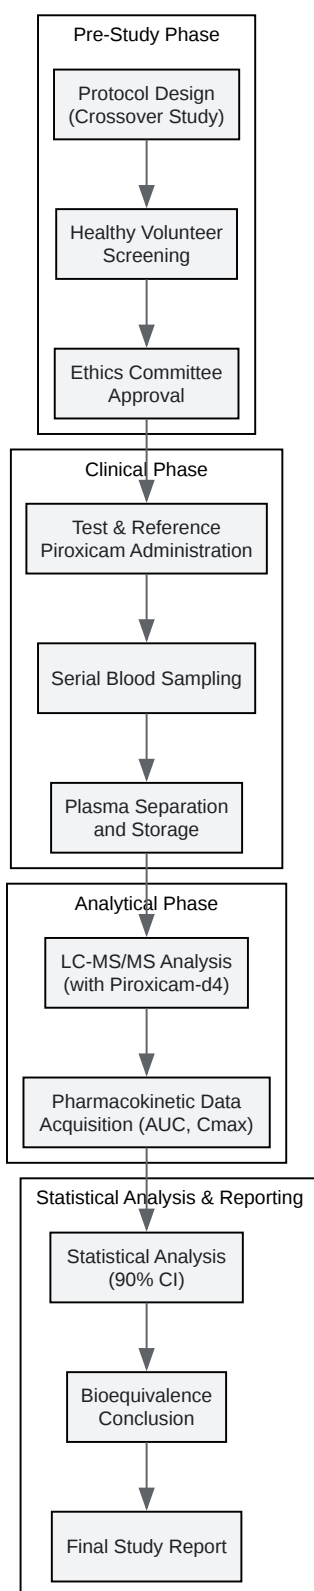 Pre-Study Phase
Protocol Design
(Crossover Study)
Healthy Volunteer
Screening
Ethics Committee
Approval
Clinical Phase
Test & Reference
Piroxicam Administration
Serial Blood Sampling
Plasma Separation
and Storage
Analytical Phase
LC-MS/MS Analysis
(with Piroxicam-d4)
Pharmacokinetic Data
Acquisition (AUC, Cmax)
Statistical Analysis & Reporting
Statistical Analysis
(90% CI)
Bioequivalence
Conclusion
Final Study Report